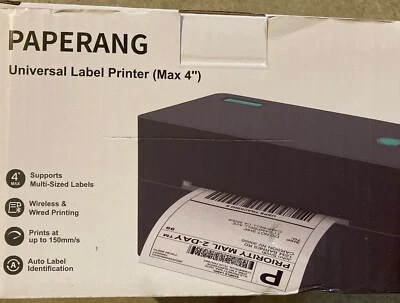 PAPERANG
Universal Label Printer (Max 4")
4"
MAX
Supports
Multi-Sized Labels
Wireless &
Wired Printing
Prints at
up to 150mm/s
A
Auto Label
Identification
P
PRIORITY MAIL 2-DAY™